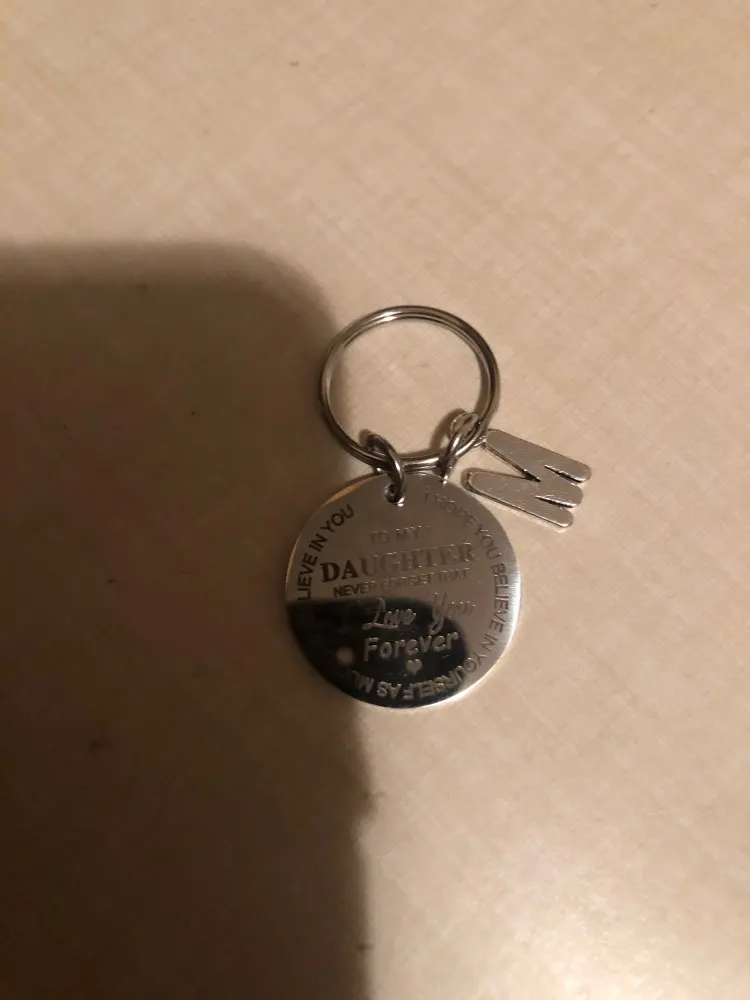 TO MY
DAUGHTER
NEVER FORGET THAT
Love You
Forever
I HOPE YOU BELIEVE IN YOURSELF AS MU
LIEVE IN YOU
M